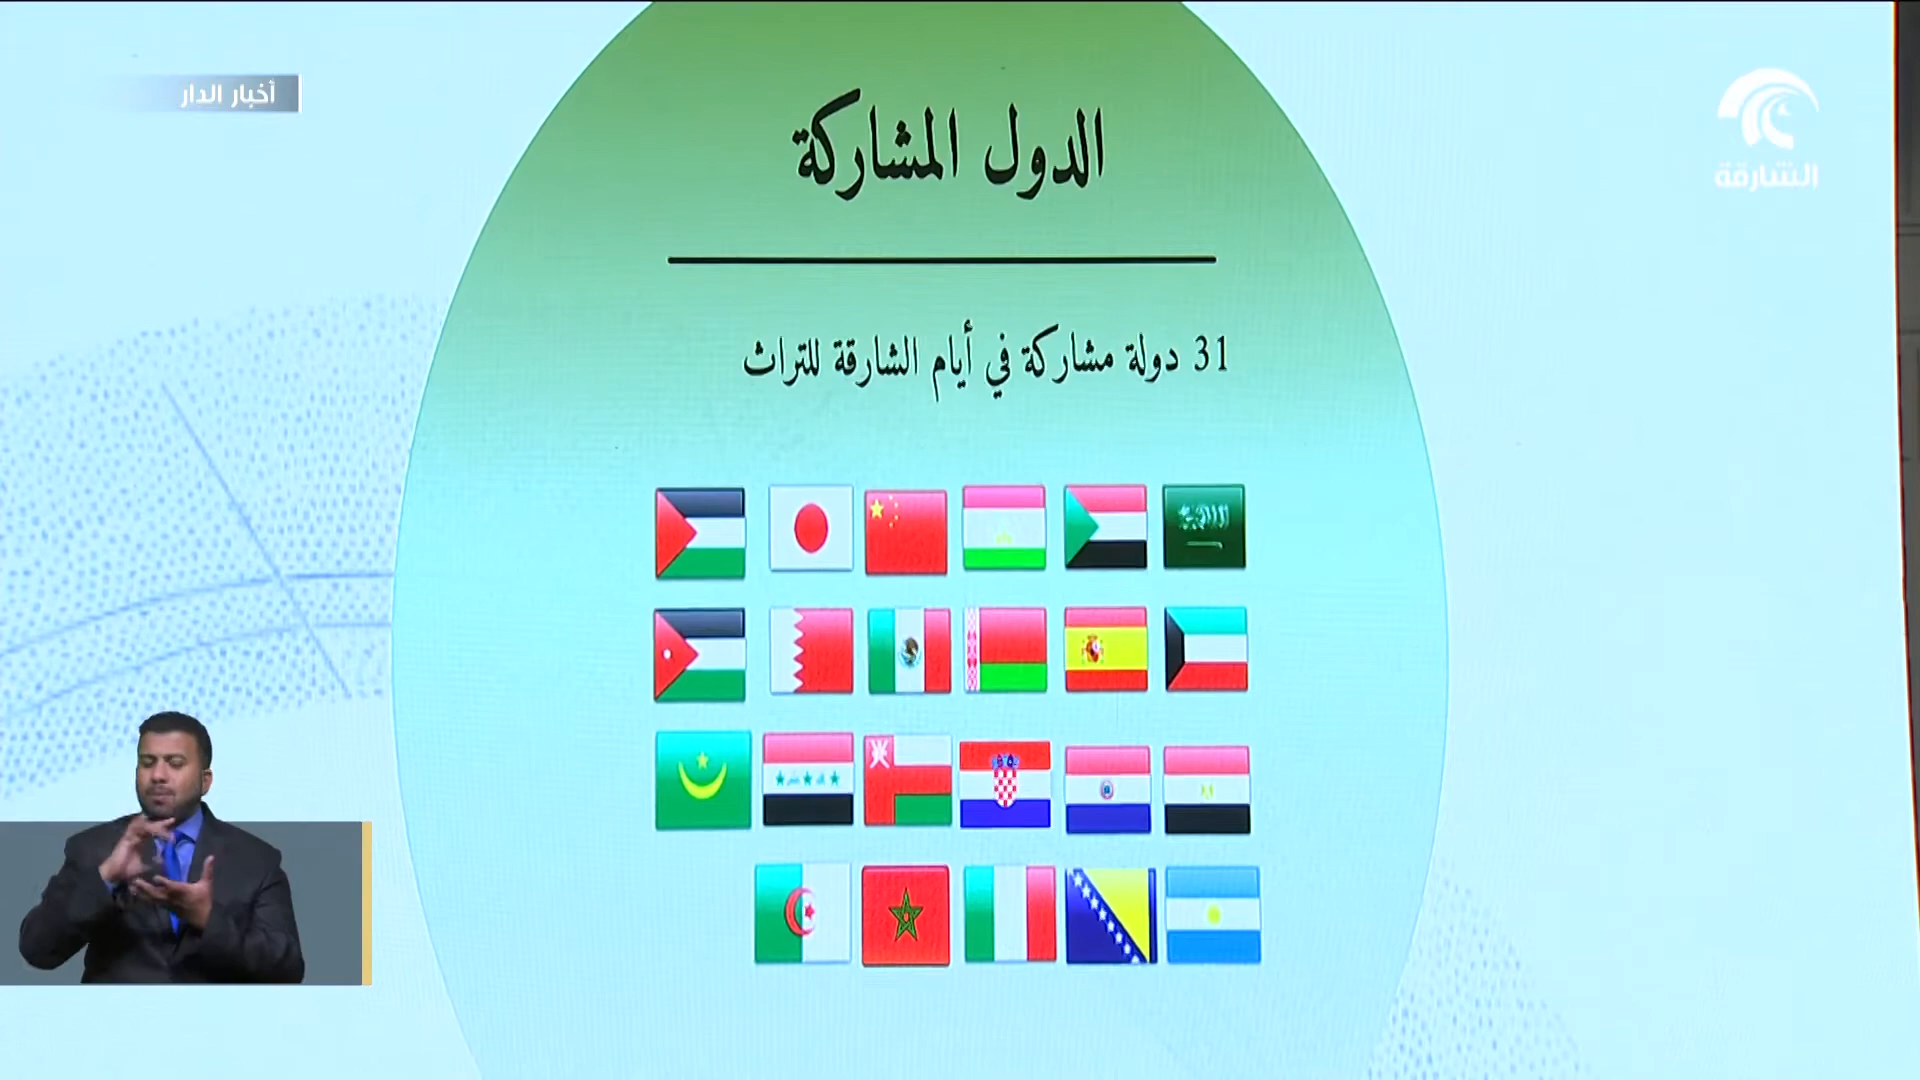 أخبار الدار
الشارقة
الدول المشاركة
31 دولة مشاركة في أيام الشارقة للتراث